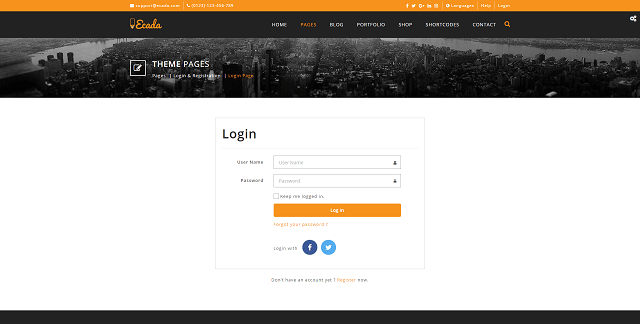 support@ecada.com (0123) 123-456-789 Languages Help Login
Ecada HOME PAGES BLOG PORTFOLIO SHOP SHORTCODES CONTACT
THEME PAGES
Pages | Login & Registration | Login Page
Login
User Name User Name
Password Password
Keep me logged in.
Log In
Forgot your password ?
Login with
Don't have an account yet ? Register now.